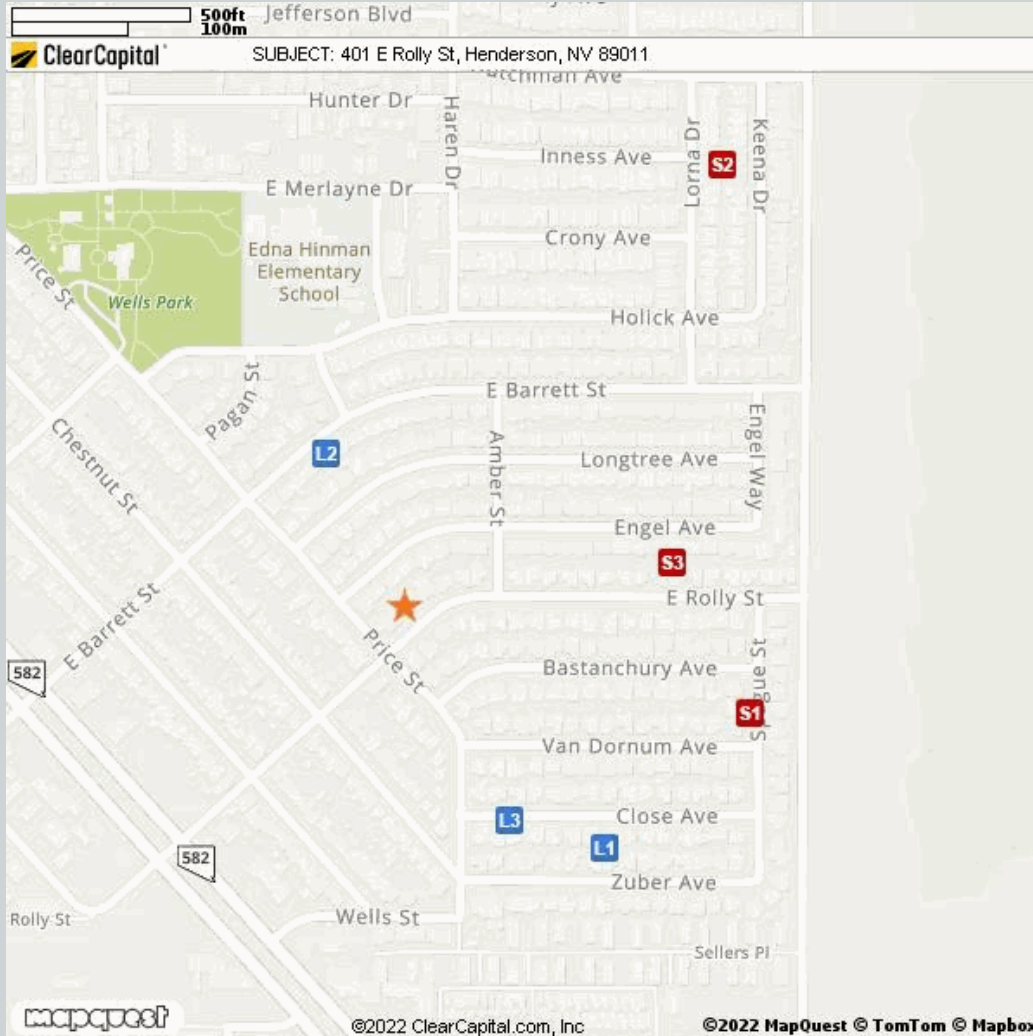 500ft
100m
Jefferson Blvd
ClearCapital
SUBJECT: 401 E Rolly St, Henderson, NV 89011
Hunter Dr
Haren Dr
Inness Ave
Lorna Dr
Keena Dr
S2
E Merlayne Dr
Crony Ave
Edna Hinman
Elementary
School
Price St
Wells Park
Holick Ave
Pagan St
E Barrett St
Engel Way
Chestnut St
L2
Amber St
Longtree Ave
Engel Ave
S3
E Barrett St
E Rolly St
Price St
582
Bastanchury Ave
S1
Van Dornum Ave
L3
Close Ave
L1
582
Zuber Ave
Rolly St
Wells St
Sellers Pl
mapquest
©2022 ClearCapital.com, Inc
©2022 MapQuest © TomTom © Mapbox